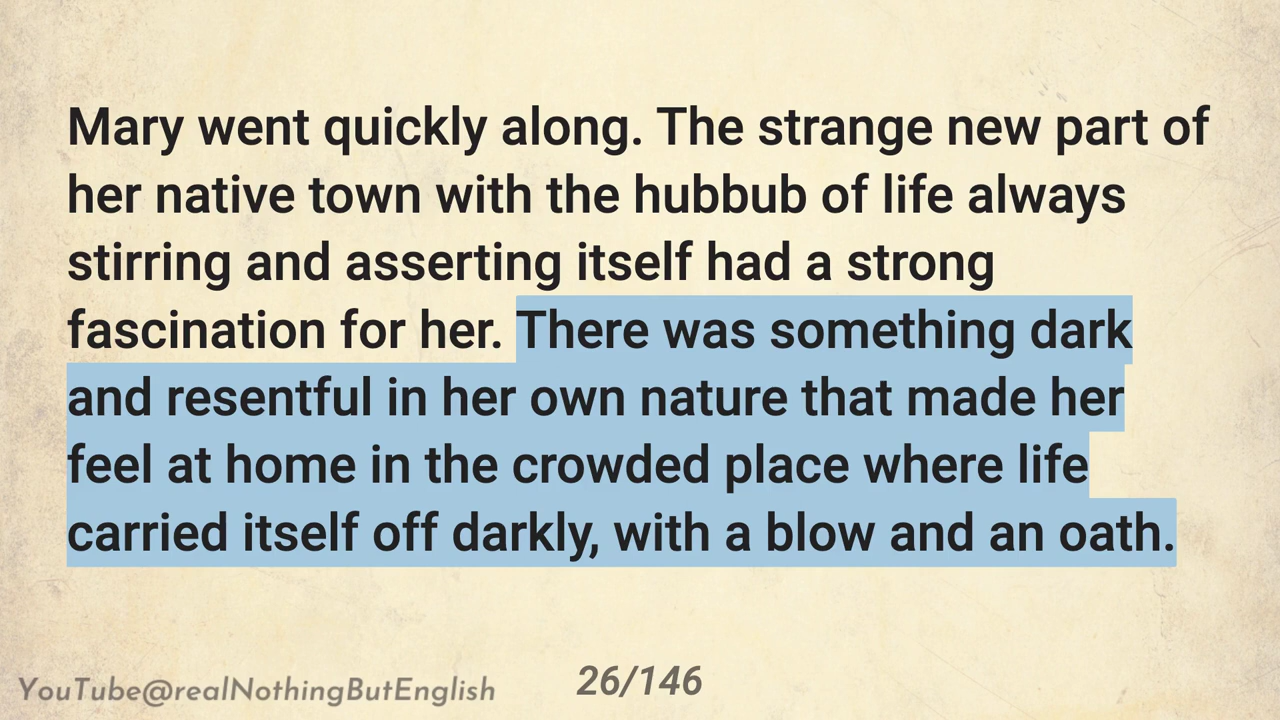 Mary went quickly along. The strange new part of
her native town with the hubbub of life always
stirring and asserting itself had a strong
fascination for her. There was something dark
and resentful in her own nature that made her
feel at home in the crowded place where life
carried itself off darkly, with a blow and an oath.
YouTube@realNothingButEnglish
26/146